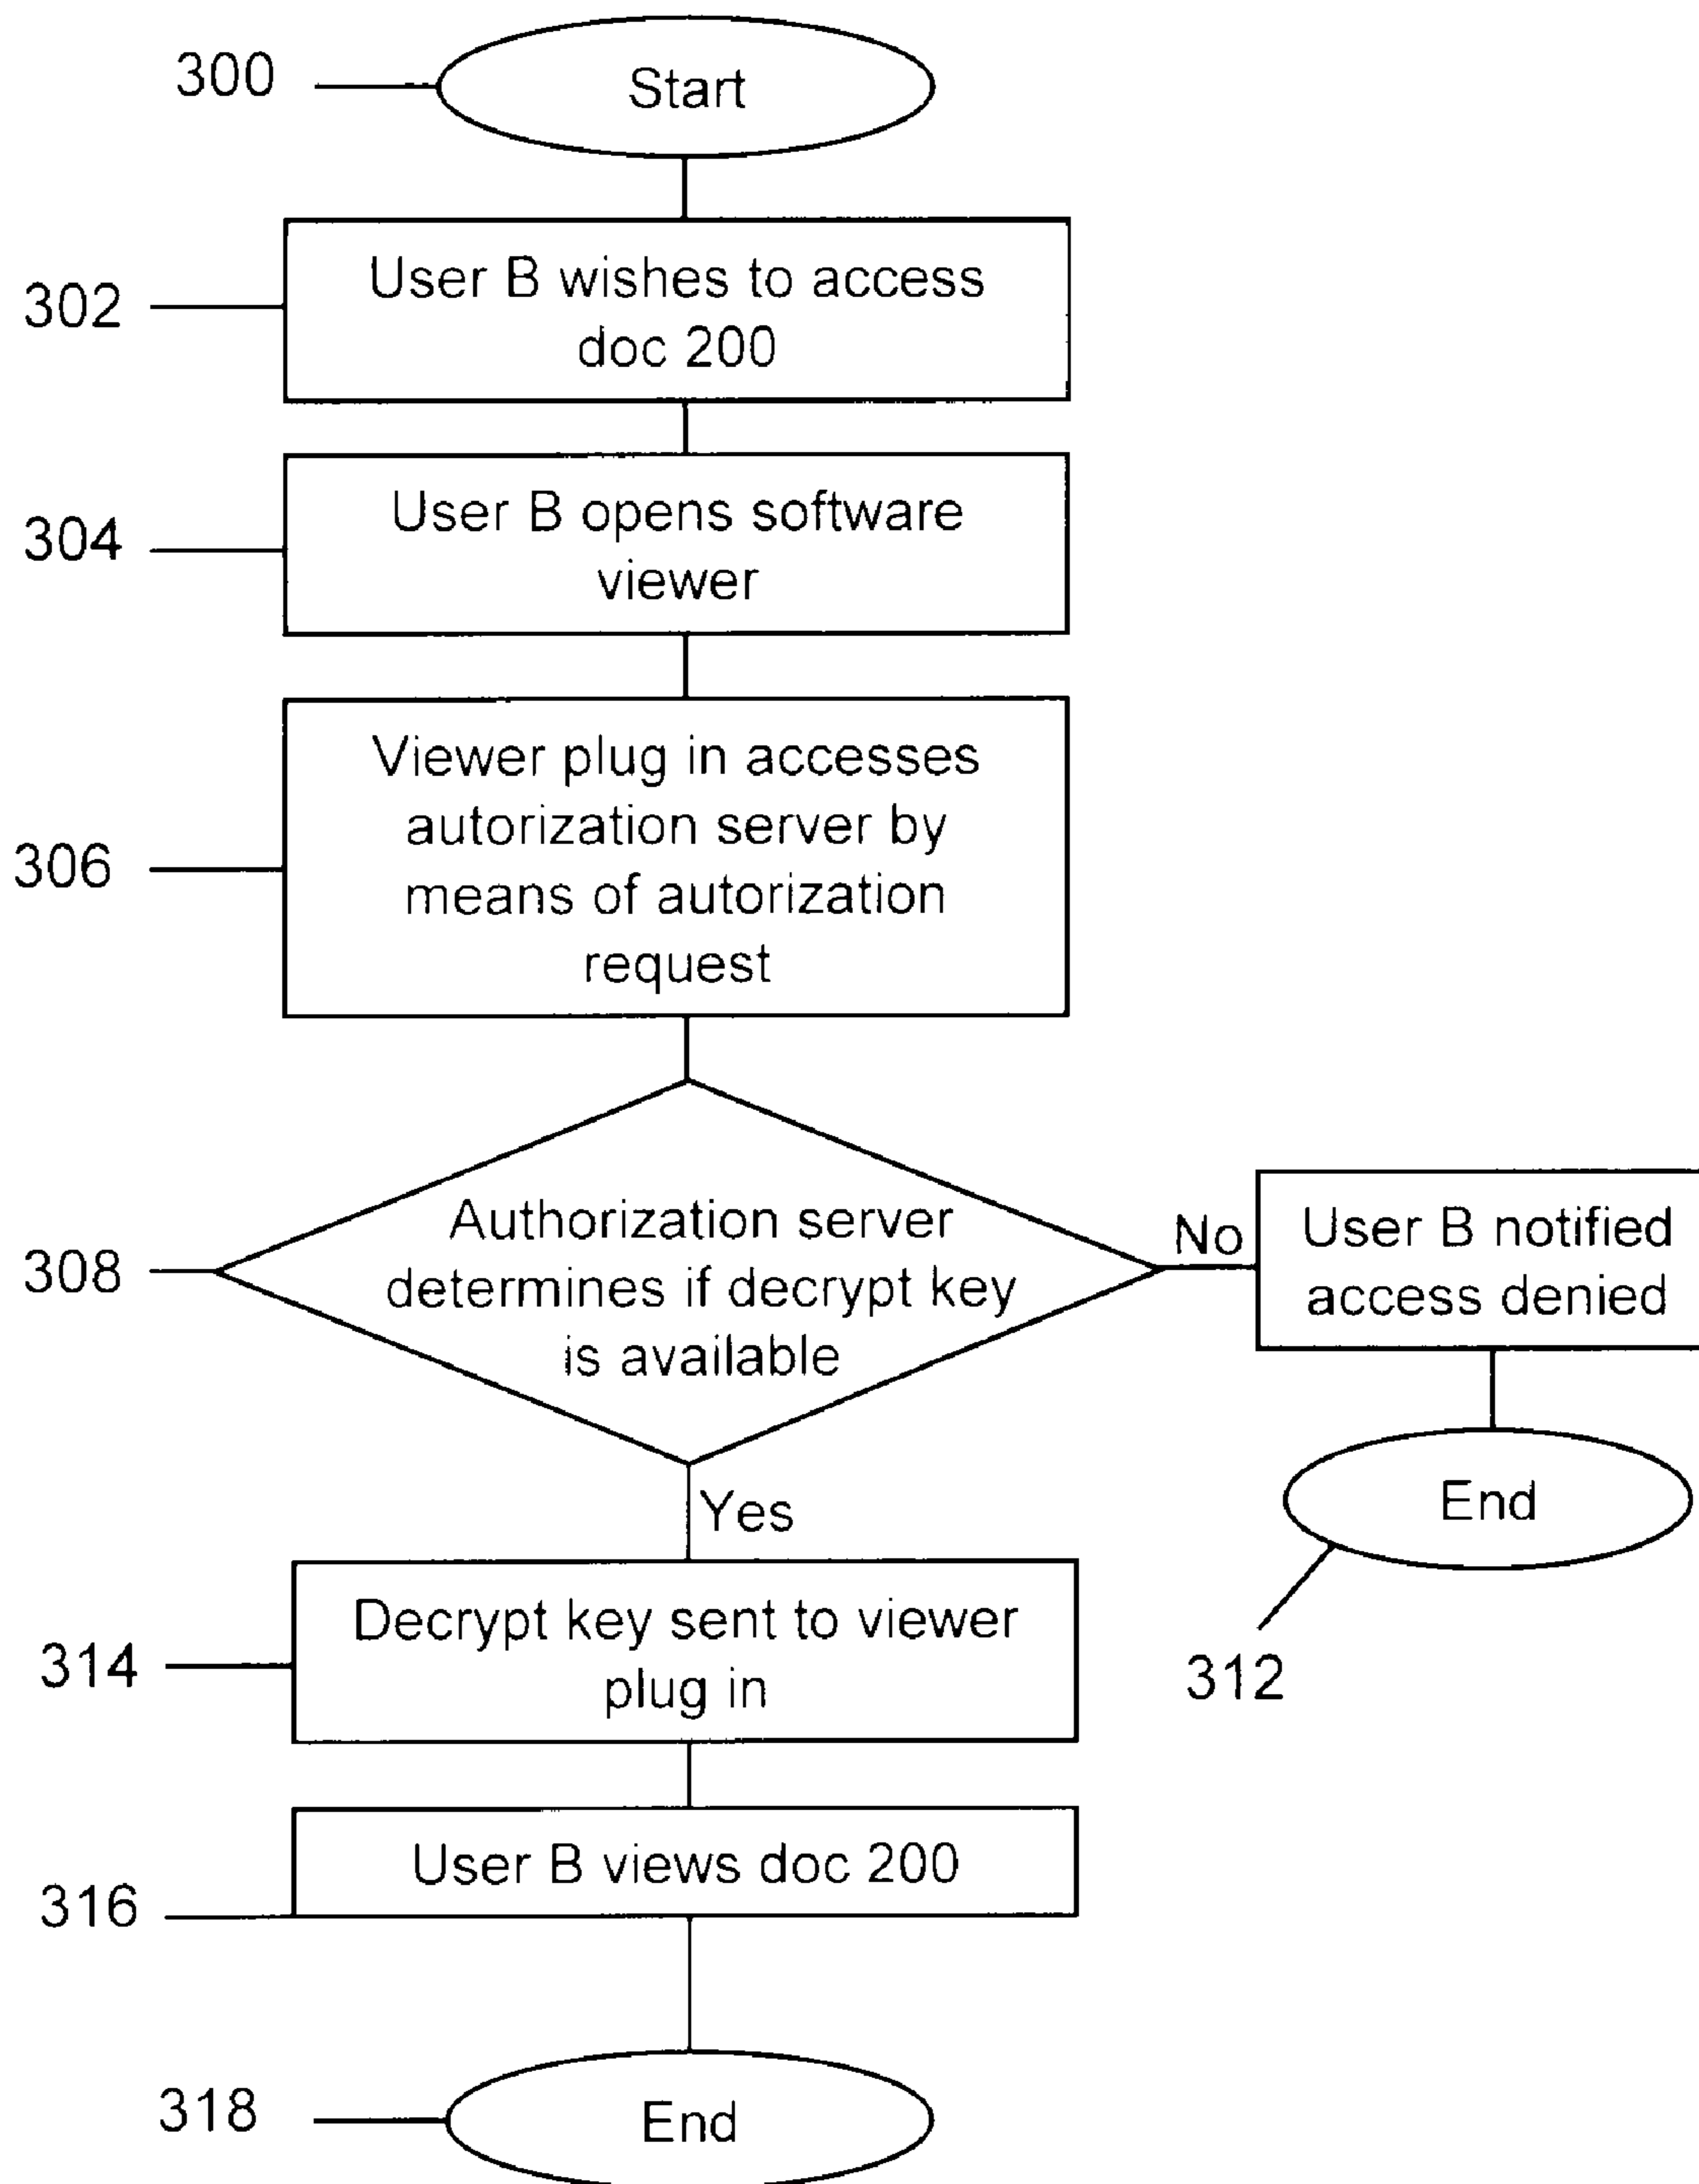 300
Start
302
User B wishes to access
doc 200
304
User B opens software
viewer
306
Viewer plug in accesses
autorization server by
means of autorization
request
308
Authorization server
determines if decrypt key
is available
No
User B notified
access denied
End
312
Yes
314
Decrypt key sent to viewer
plug in
316
User B views doc 200
318
End